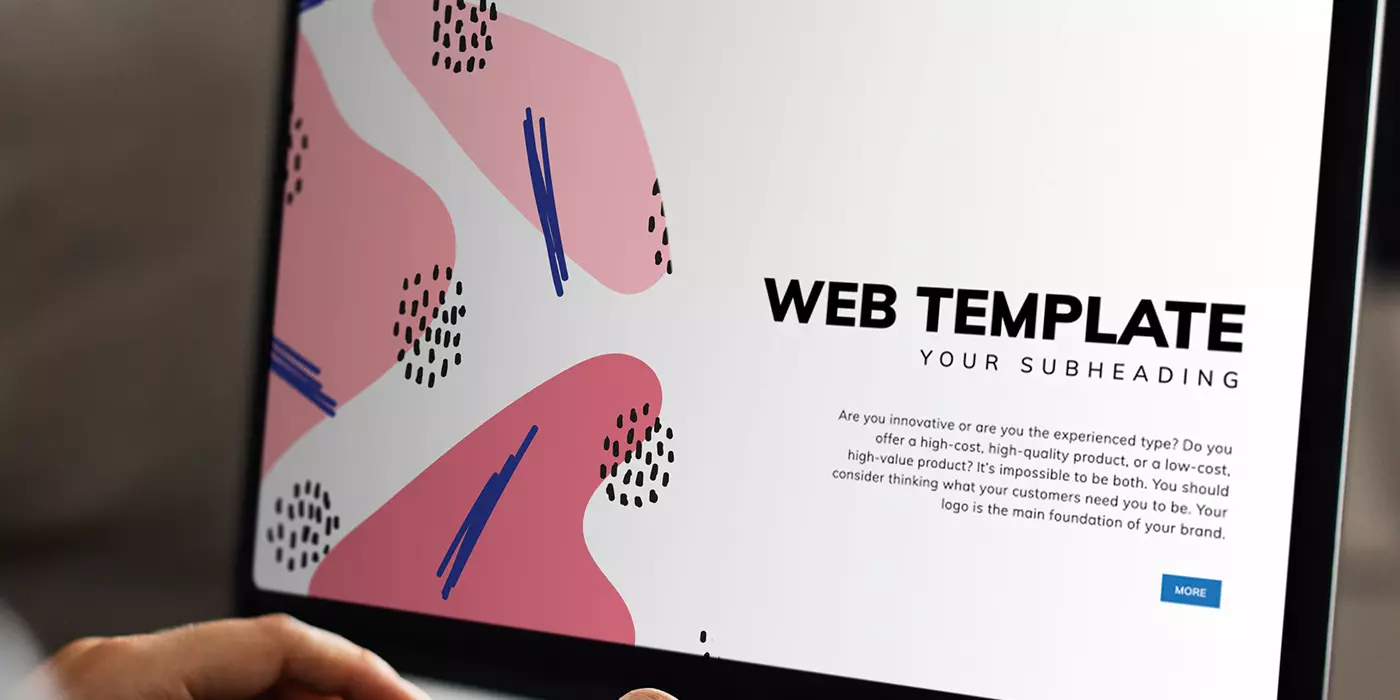 WEB TEMPLATE
YOUR SUBHEADING
Are you innovative or are you the experienced type? Do you
offer a high-cost, high-quality product, or a low-cost,
high-value product? It's impossible to be both. You should
consider thinking what your customers need you to be. Your
logo is the main foundation of your brand.
MORE